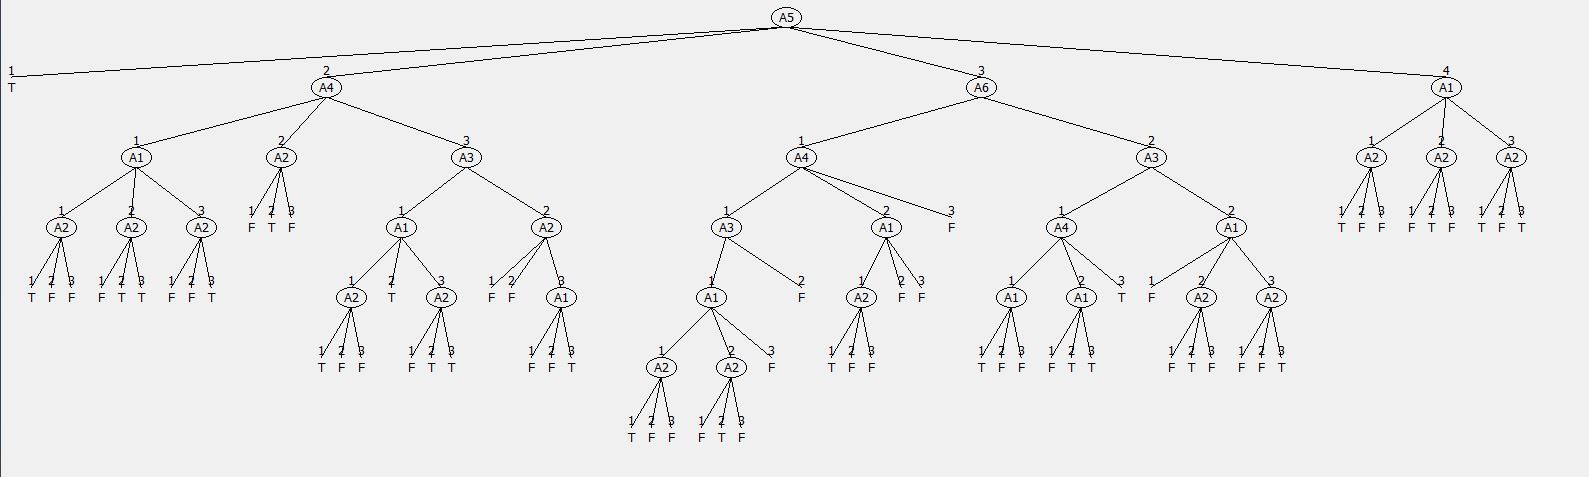 A5
1 2 3 4
T A4 A6 A1
1 2 3 1 2 1 2 3
A1 A2 A3 A4 A3 A2 A2 A2
1 2 3 1 2 3 1 2 1 2 3 1 2 1 2 3 1 2 3 1 2 3
A2 A2 A2 F T F A1 A2 A3 A1 F A4 A1 T F F F T F T F T
1 2 3 1 2 3 1 2 3 1 2 3 1 2 3 1 2 1 2 3 1 2 3 1 2 3
T F F F T T F F T A2 T A2 F F A1 A1 F A2 F F A1 A1 T F A2 A2
1 2 3 1 2 3 1 2 3 1 2 3 1 2 3 1 2 3 1 2 3 1 2 3 1 2 3
T F F F T T F F T A2 A2 F T F F T F F F T T F T F F F T
1 2 3 1 2 3
T F F F T F